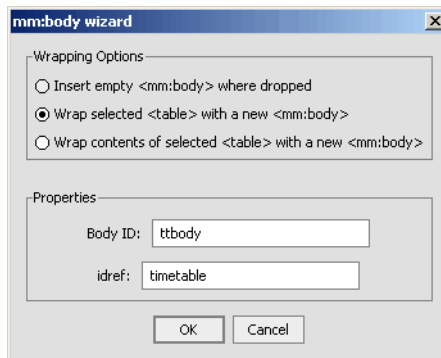 mm:body wizard
Wrapping Options
Insert empty <mm:body> where dropped
Wrap selected <table> with a new <mm:body>
Wrap contents of selected <table> with a new <mm:body>
Properties
Body ID: ttbody
idref: timetable
OK Cancel